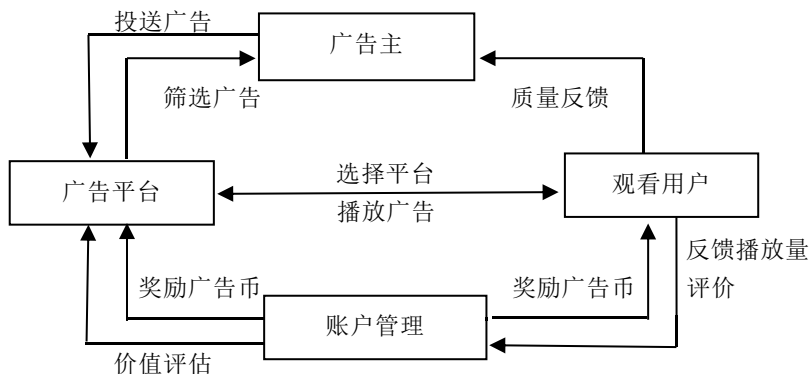 投送广告
广告主
筛选广告
质量反馈
广告平台
选择平台
播放广告
观看用户
反馈播放量
评价
奖励广告币
奖励广告币
账户管理
价值评估